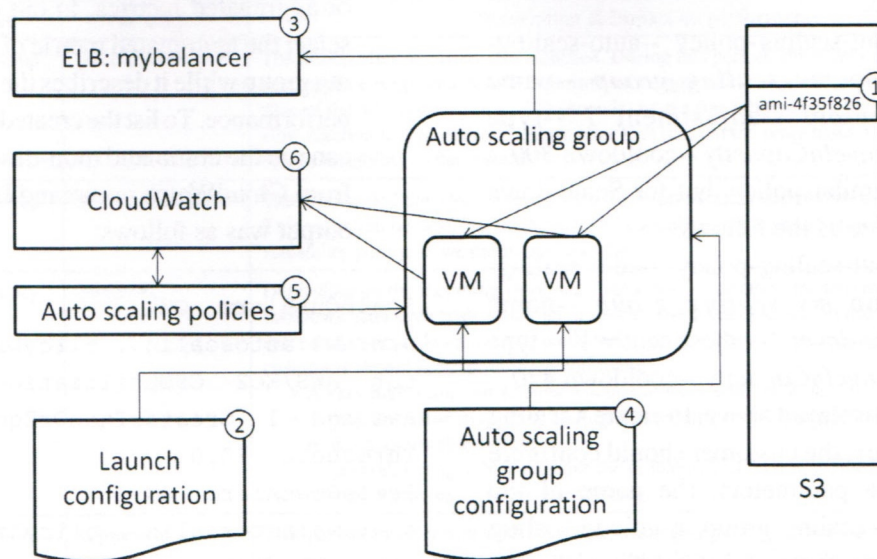 3
ELB: mybalancer
1
ami-4f35f826
Auto scaling group
6
CloudWatch
VM
VM
5
Auto scaling policies
2
Launch
configuration
4
Auto scaling
group
configuration
S3